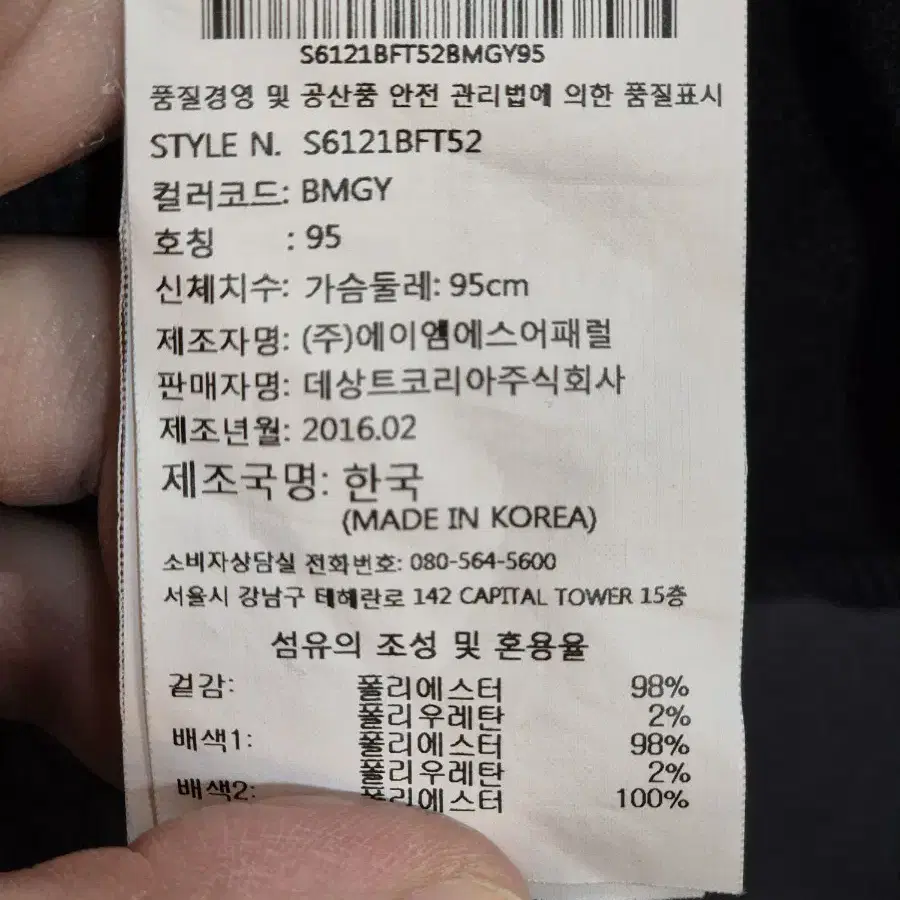 S6121BFT52BMGY95
품질경영 및 공산품 안전 관리법에 의한 품질표시
STYLE N. S6121BFT52
컬러코드: BMGY
호칭 : 95
신체치수: 가슴둘레: 95cm
제조자명: (주)에이엠에스어패럴
판매자명: 데상트코리아주식회사
제조년월: 2016.02
제조국명: 한국
(MADE IN KOREA)
소비자상담실 전화번호: 080-564-5600
서울시 강남구 테헤란로 142 CAPITAL TOWER 15층
섬유의 조성 및 혼용율
겉감: 폴리에스터 98%
폴리우레탄 2%
배색1: 폴리에스터 98%
폴리우레탄 2%
배색2: 폴리에스터 100%